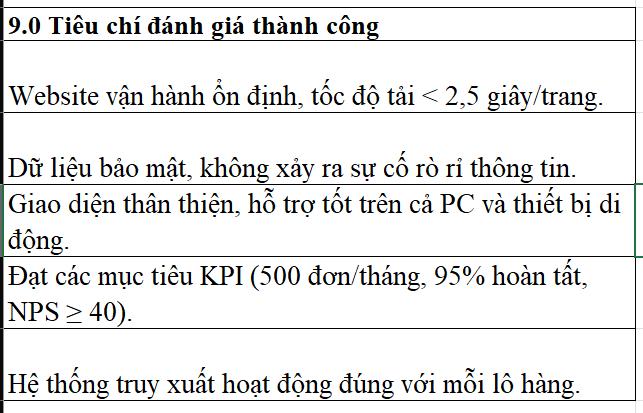 9.0 Tiêu chí đánh giá thành công
Website vận hành ổn định, tốc độ tải < 2,5 giây/trang.
Dữ liệu bảo mật, không xảy ra sự cố rò rỉ thông tin.
Giao diện thân thiện, hỗ trợ tốt trên cả PC và thiết bị di
động.
Đạt các mục tiêu KPI (500 đơn/tháng, 95% hoàn tất,
NPS ≥ 40).
Hệ thống truy xuất hoạt động đúng với mỗi lô hàng.